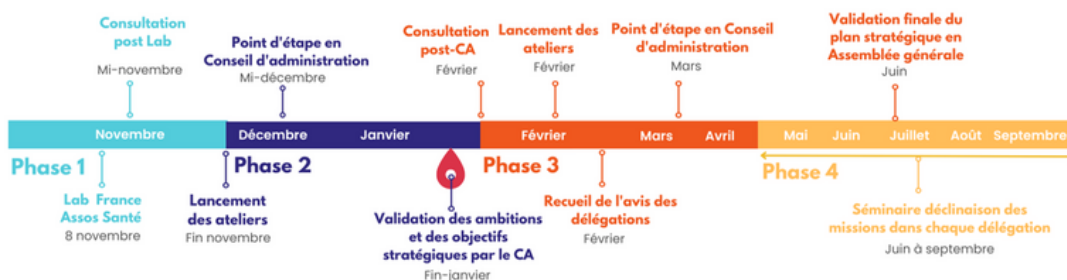 Consultation
post Lab
Mi-novembre
Point d'étape en
Conseil d'administration
Mi-décembre
Consultation
post-CA
Février
Lancement des
ateliers
Février
Point d'étape en Conseil
d'administration
Mars
Validation finale du
plan stratégique en
Assemblée générale
Juin
Novembre
Décembre
Janvier
Février
Mars
Avril
Mai
Juin
Juillet
Août
Septembre
Phase 1
Phase 2
Phase 3
Phase 4
Lab France
Assos Santé
8 novembre
Lancement
des ateliers
Fin novembre
Validation des ambitions
et des objectifs
stratégiques par le CA
Fin-janvier
Recueil de l'avis des
délégations
Février
Séminaire déclinaison des
missions dans chaque délégation
Juin à septembre